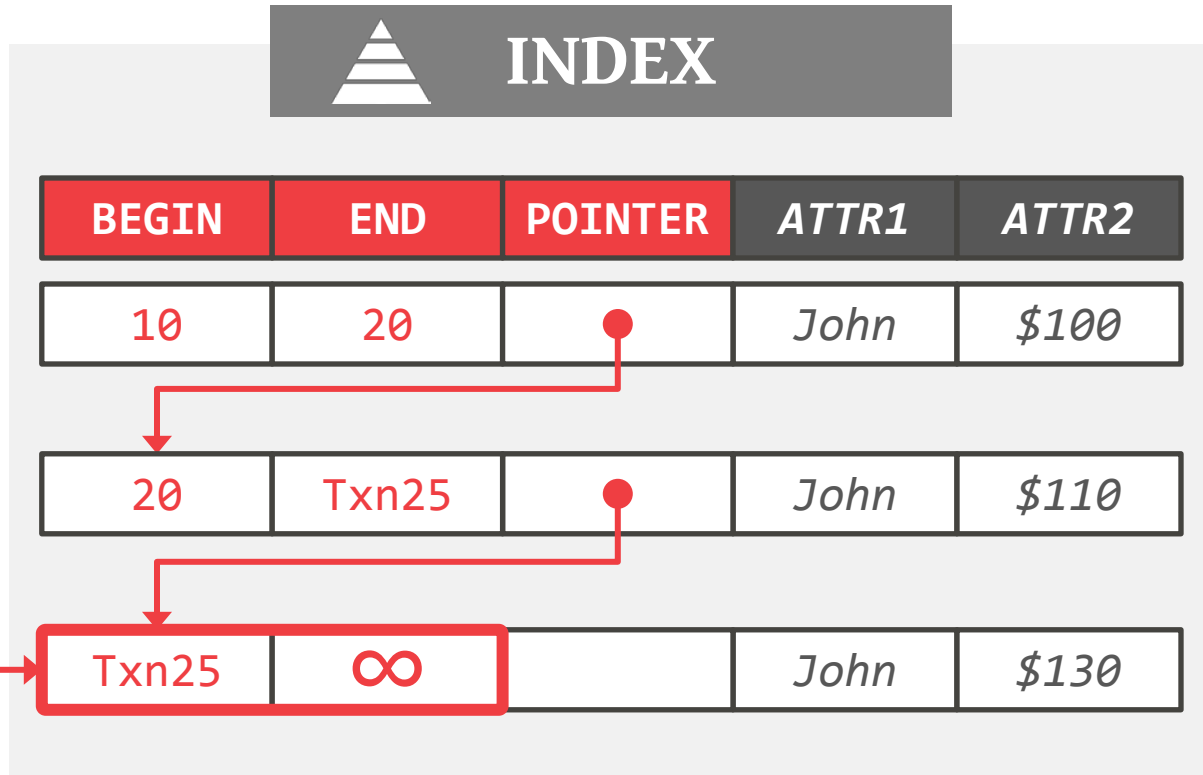 INDEX
BEGIN END POINTER ATTR1 ATTR2
10 20 John $100
20 Txn25 John $110
Txn25 ∞ John $130